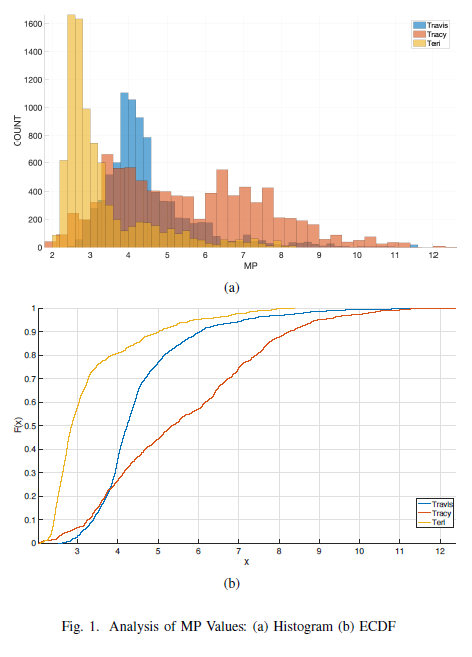 1600
1400
1200
1000
800
600
400
200
0
COUNT
Travis
Tracy
Teri
2 3 4 5 6 7 8 9 10 11 12
MP
(a)
1
0.9
0.8
0.7
0.6
0.5
0.4
0.3
0.2
0.1
0
F(x)
Travis
Tracy
Teri
3 4 5 6 7 8 9 10 11 12
x
(b)
Fig. 1. Analysis of MP Values: (a) Histogram (b) ECDF